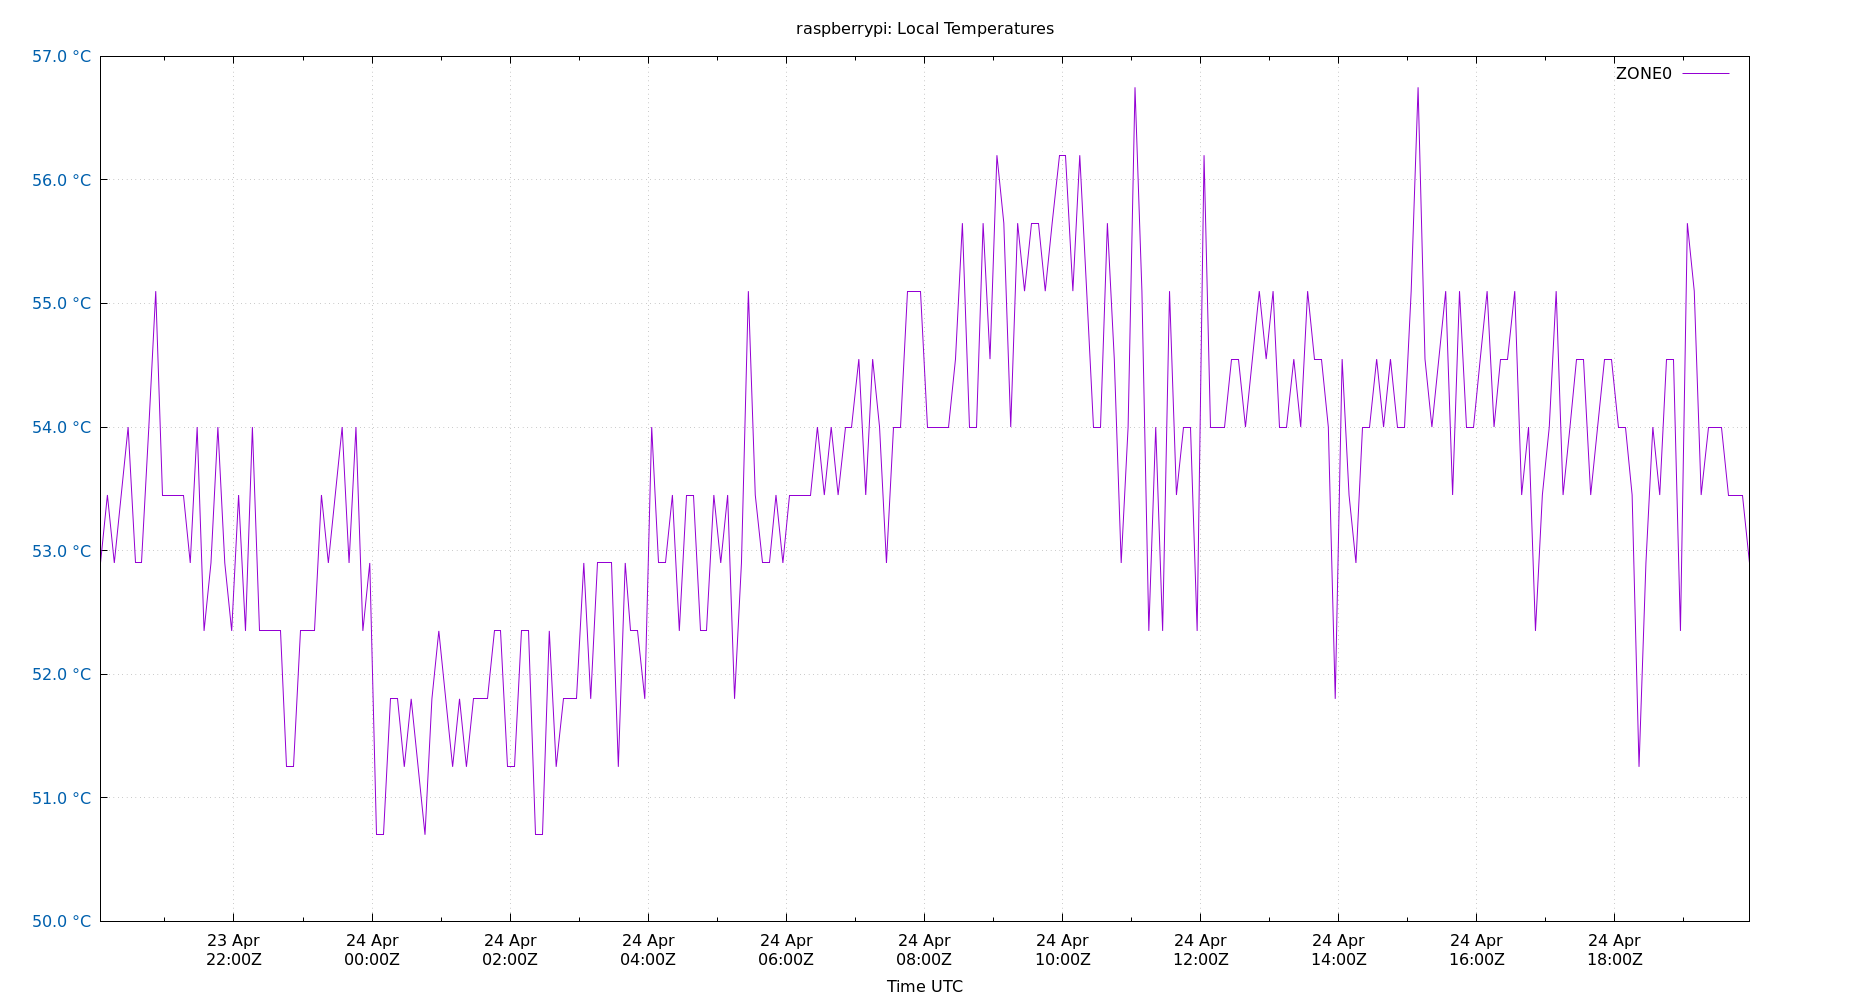 raspberrypi: Local Temperatures
57.0 °C
ZONE0
56.0 °C
55.0 °C
54.0 °C
53.0 °C
52.0 °C
51.0 °C
50.0 °C
23 Apr 24 Apr 24 Apr 24 Apr 24 Apr 24 Apr 24 Apr 24 Apr 24 Apr 24 Apr 24 Apr
22:00Z 00:00Z 02:00Z 04:00Z 06:00Z 08:00Z 10:00Z 12:00Z 14:00Z 16:00Z 18:00Z
Time UTC